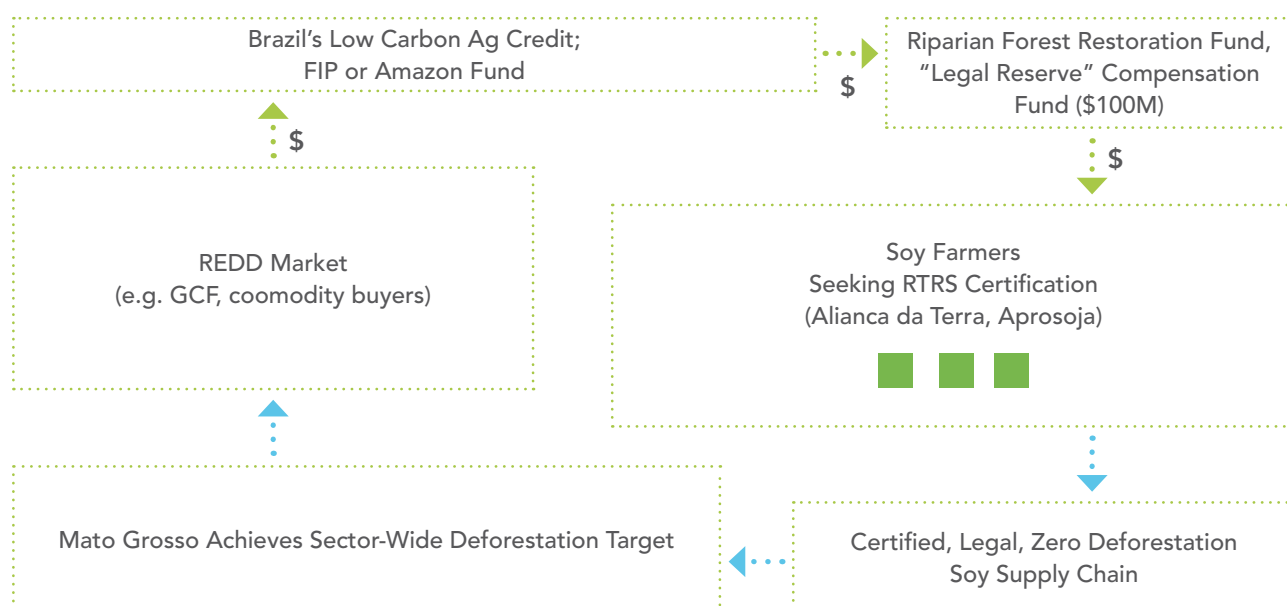 Brazil's Low Carbon Ag Credit;
FIP or Amazon Fund
$
Riparian Forest Restoration Fund,
"Legal Reserve" Compensation
Fund ($100M)
$
$
REDD Market
(e.g. GCF, coomodity buyers)
Soy Farmers
Seeking RTRS Certification
(Alianca da Terra, Aprosoja)
Mato Grosso Achieves Sector-Wide Deforestation Target
Certified, Legal, Zero Deforestation
Soy Supply Chain